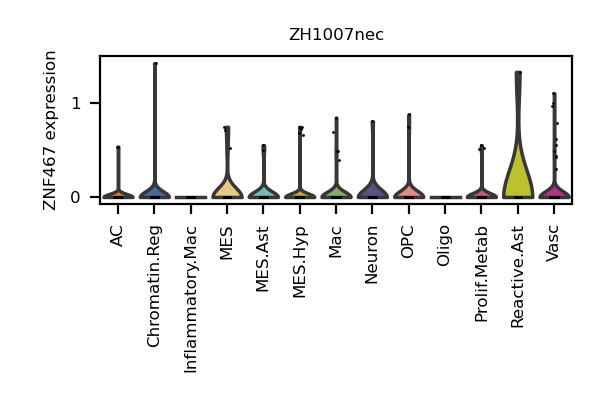 ZH1007nec
ZNF467 expression
1
0
AC
Chromatin.Reg
Inflammatory.Mac
MES
MES.Ast
MES.Hyp
Mac
Neuron
OPC
Oligo
Prolif.Metab
Reactive.Ast
Vasc